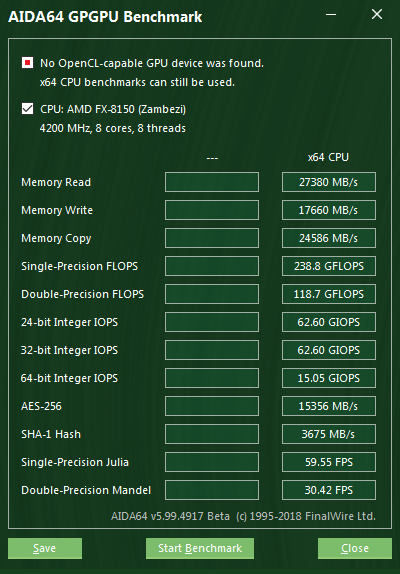 AIDA64 GPGPU Benchmark
No OpenCL-capable GPU device was found.
x64 CPU benchmarks can still be used.
CPU: AMD FX-8150 (Zambezi)
4200 MHz, 8 cores, 8 threads
--- x64 CPU
Memory Read 27380 MB/s
Memory Write 17660 MB/s
Memory Copy 24586 MB/s
Single-Precision FLOPS 238.8 GFLOPS
Double-Precision FLOPS 118.7 GFLOPS
24-bit Integer IOPS 62.60 GIOPS
32-bit Integer IOPS 62.60 GIOPS
64-bit Integer IOPS 15.05 GIOPS
AES-256 15356 MB/s
SHA-1 Hash 3675 MB/s
Single-Precision Julia 59.55 FPS
Double-Precision Mandel 30.42 FPS
AIDA64 v5.99.4917 Beta (c) 1995-2018 FinalWire Ltd.
Save Start Benchmark Close